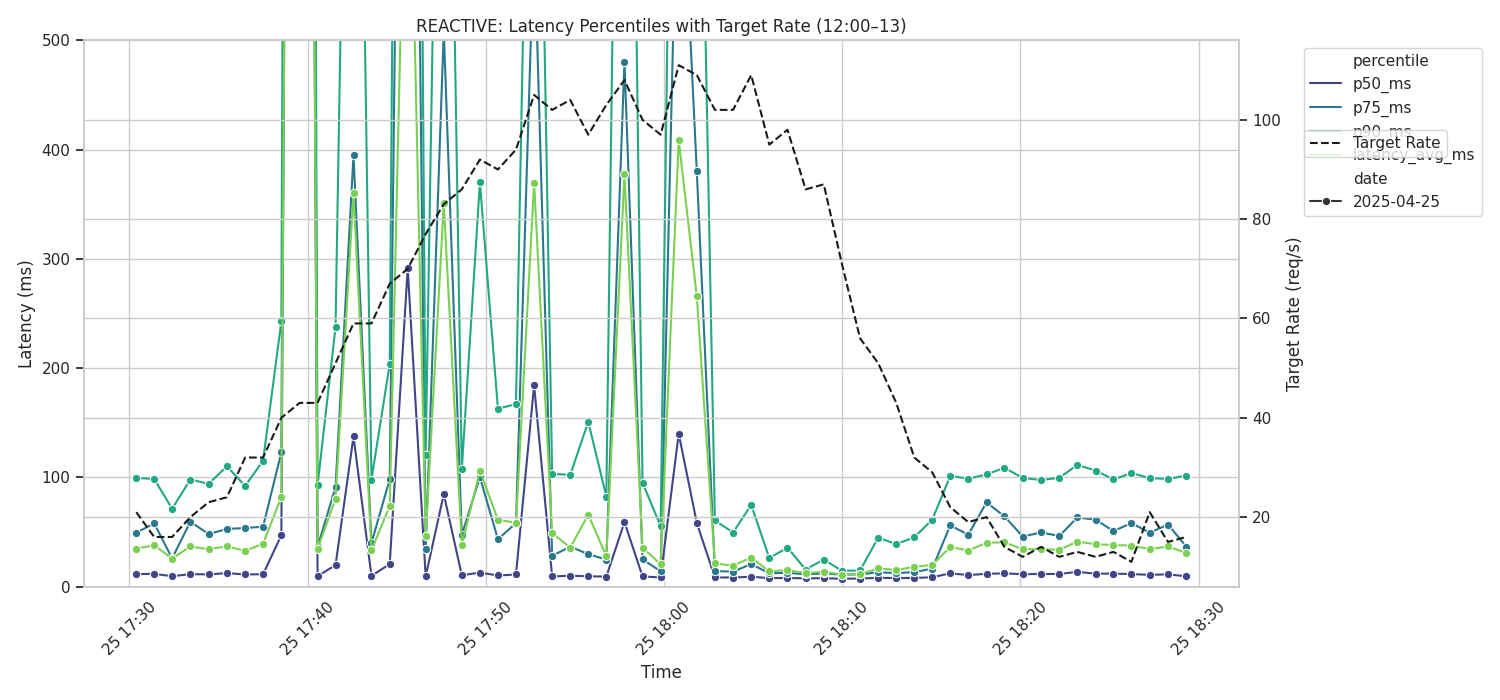 REACTIVE: Latency Percentiles with Target Rate (12:00–13)
500
400
300
200
100
0
Latency (ms)
100
80
60
40
20
Target Rate (req/s)
25 17:30
25 17:40
25 17:50
25 18:00
25 18:10
25 18:20
25 18:30
Time
percentile
p50_ms
p75_ms
p90_ms
Target Rate
latency_avg_ms
date
2025-04-25